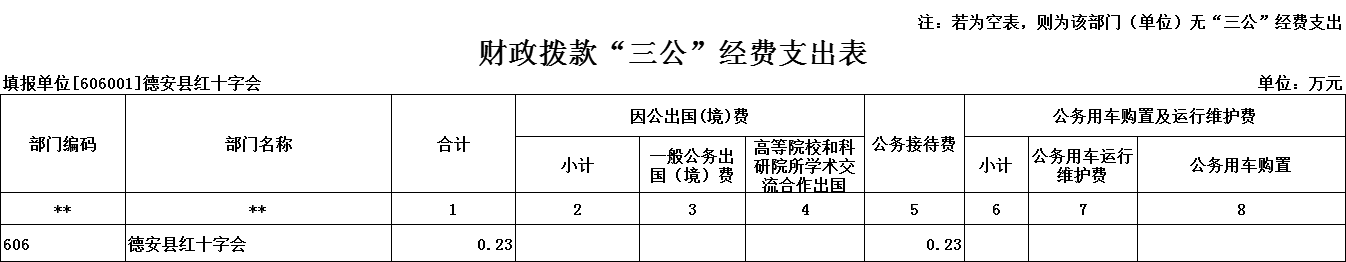 注：若为空表，则为该部门（单位）无“三公”经费支出
财政拨款“三公”经费支出表
填报单位[606001]德安县红十字会 单位：万元
部门编码 部门名称 合计 因公出国(境)费 公务接待费 公务用车购置及运行维护费
小计 一般公务出国（境）费 高等院校和科研院所学术交流合作出国 小计 公务用车运行维护费 公务用车购置
** ** 1 2 3 4 5 6 7 8
606 德安县红十字会 0.23 0.23